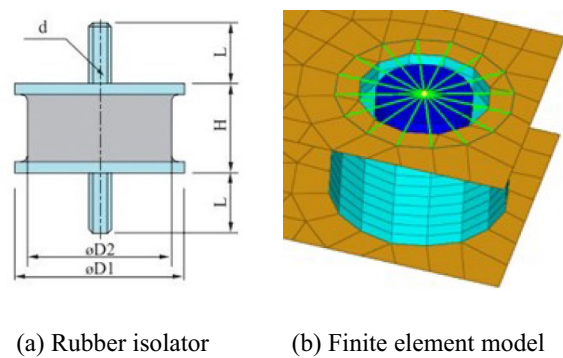 d
L
H
L
øD2
øD1
(a) Rubber isolator
(b) Finite element model